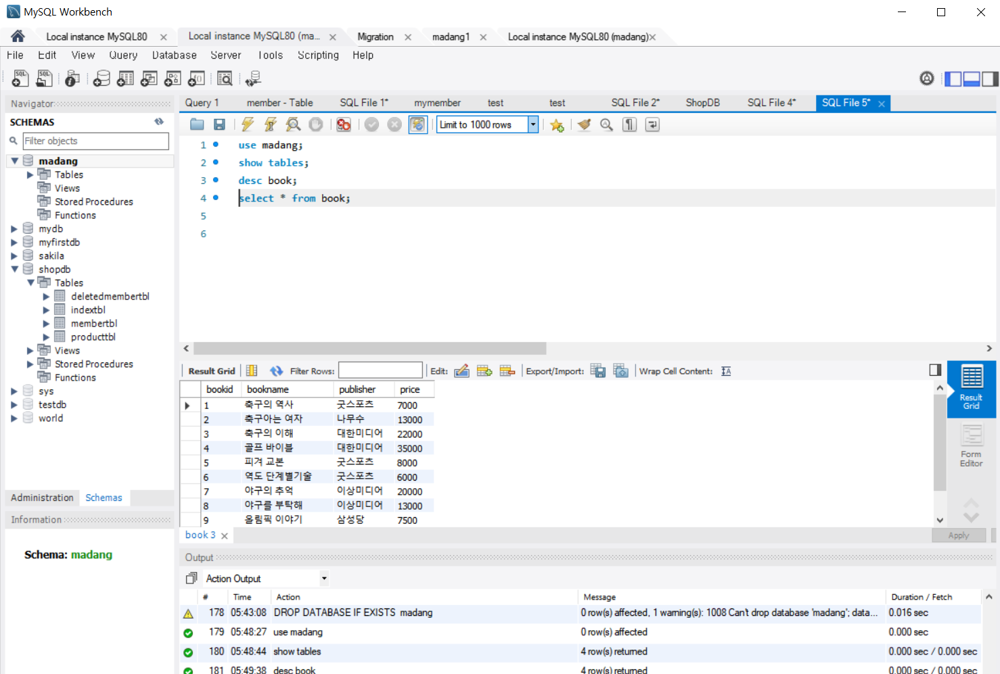 MySQL Workbench
Local instance MySQL80 Local instance MySQL80 (ma... Migration madang1 Local instance MySQL80 (madang)
File Edit View Query Database Server Tools Scripting Help
Navigator
SCHEMAS
Filter objects
madang
Tables
Views
Stored Procedures
Functions
mydb
myfirstdb
sakila
shopdb
Tables
deletedmembertbl
indextbl
membertbl
producttbl
Views
Stored Procedures
Functions
sys
testdb
world
Administration Schemas
Information
Schema: madang
Query 1 member - Table SQL File 1* mymember test test SQL File 2* ShopDB SQL File 4* SQL File 5*
Limit to 1000 rows
1 use madang;
2 show tables;
3 desc book;
4 select * from book;
5
6
Result Grid Filter Rows: Edit: Export/Import: Wrap Cell Content:
bookid bookname publisher price
1 축구의 역사 굿스포츠 7000
2 축구아는 여자 나무수 13000
3 축구의 이해 대한미디어 22000
4 골프 바이블 대한미디어 35000
5 피겨 교본 굿스포츠 8000
6 역도 단계별기술 굿스포츠 6000
7 야구의 추억 이상미디어 20000
8 야구를 부탁해 이상미디어 13000
9 올림픽 이야기 삼성당 7500
Result
Grid
Form
Editor
book 3
Apply
Output
Action Output
# Time Action Message Duration / Fetch
178 05:43:08 DROP DATABASE IF EXISTS madang 0 row(s) affected, 1 warning(s): 1008 Can't drop database 'madang'; data... 0.016 sec
179 05:48:27 use madang 0 row(s) affected 0.000 sec
180 05:48:44 show tables 4 row(s) returned 0.000 sec / 0.000 sec
181 05:49:38 desc book 4 row(s) returned 0.000 sec / 0.000 sec